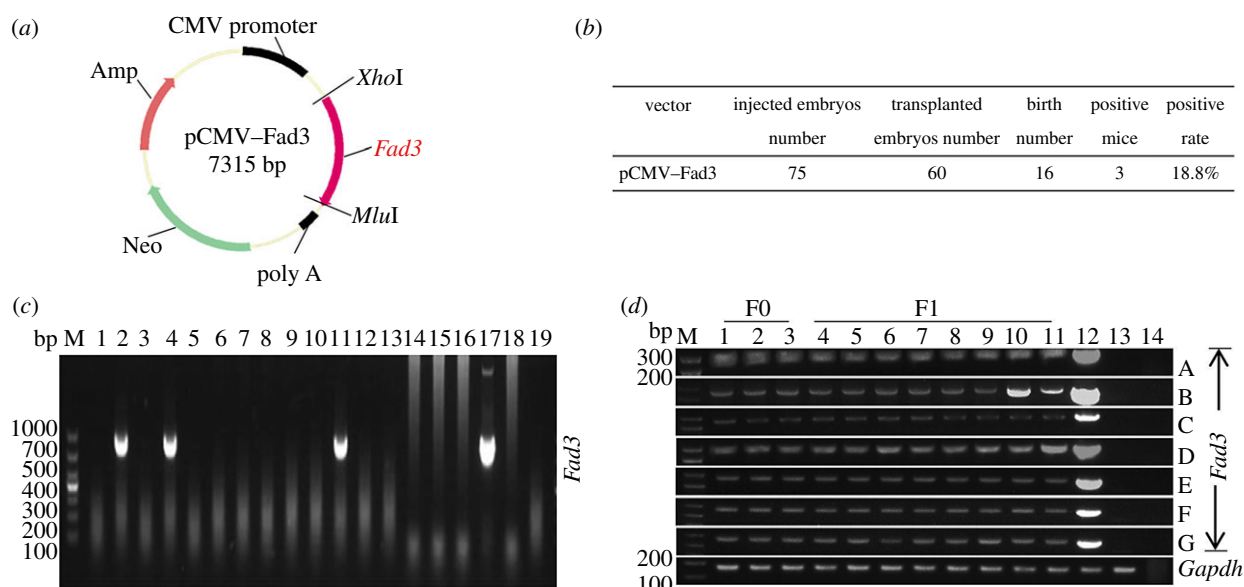 (a)
CMV promoter
XhoI
Amp
pCMV–Fad3
7315 bp
Fad3
MluI
Neo
poly A
(b)
vector injected embryos number transplanted embryos number birth number positive mice positive rate
pCMV–Fad3 75 60 16 3 18.8%
(c)
bp M 1 2 3 4 5 6 7 8 9 10 11 12 13 14 15 16 17 18 19
1000
700
500
400
300
200
100
Fad3
(d)
F0 F1
bp M 1 2 3 4 5 6 7 8 9 10 11 12 13 14
300
200
A
B
C
D
E
F
G
Fad3
200
100
Gapdh